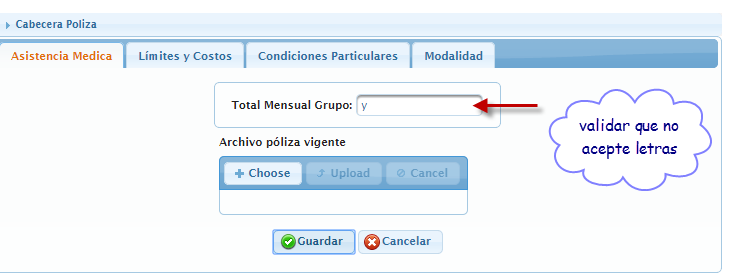 Cabecera Poliza
Asistencia Medica Límites y Costos Condiciones Particulares Modalidad
Total Mensual Grupo: y
validar que no
acepte letras
Archivo póliza vigente
Choose Upload Cancel
Guardar Cancelar